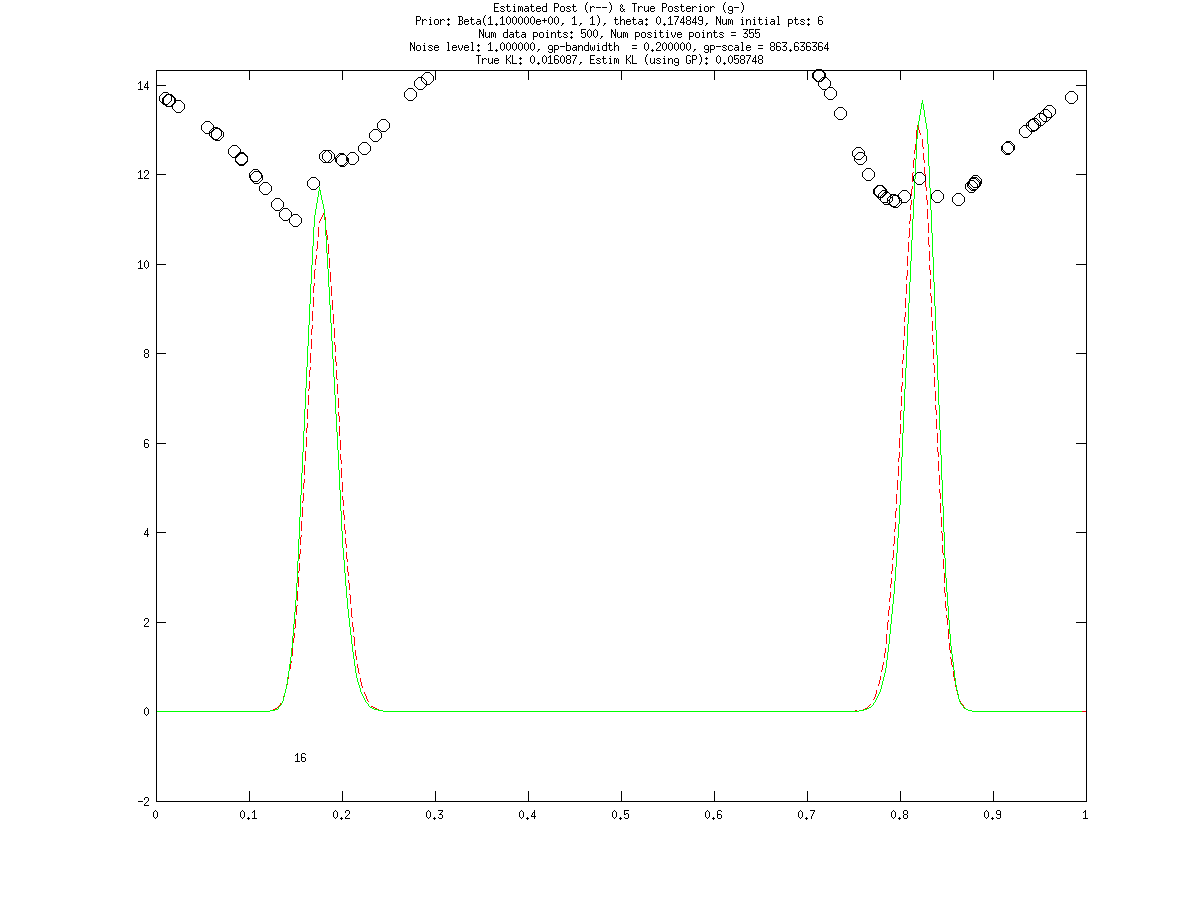 Estimated Post (r--) & True Posterior (g-)
Prior: Beta(1.100000e+00, 1, 1), theta: 0.174849, Num initial pts: 6
Num data points: 500, Num positive points = 355
Noise level: 1.000000, gp-bandwidth  = 0.200000, gp-scale = 863.636364
True KL: 0.016087, Estim KL (using GP): 0.058748
14
12
10
8
6
4
2
0
16
-2
0 0.1 0.2 0.3 0.4 0.5 0.6 0.7 0.8 0.9 1